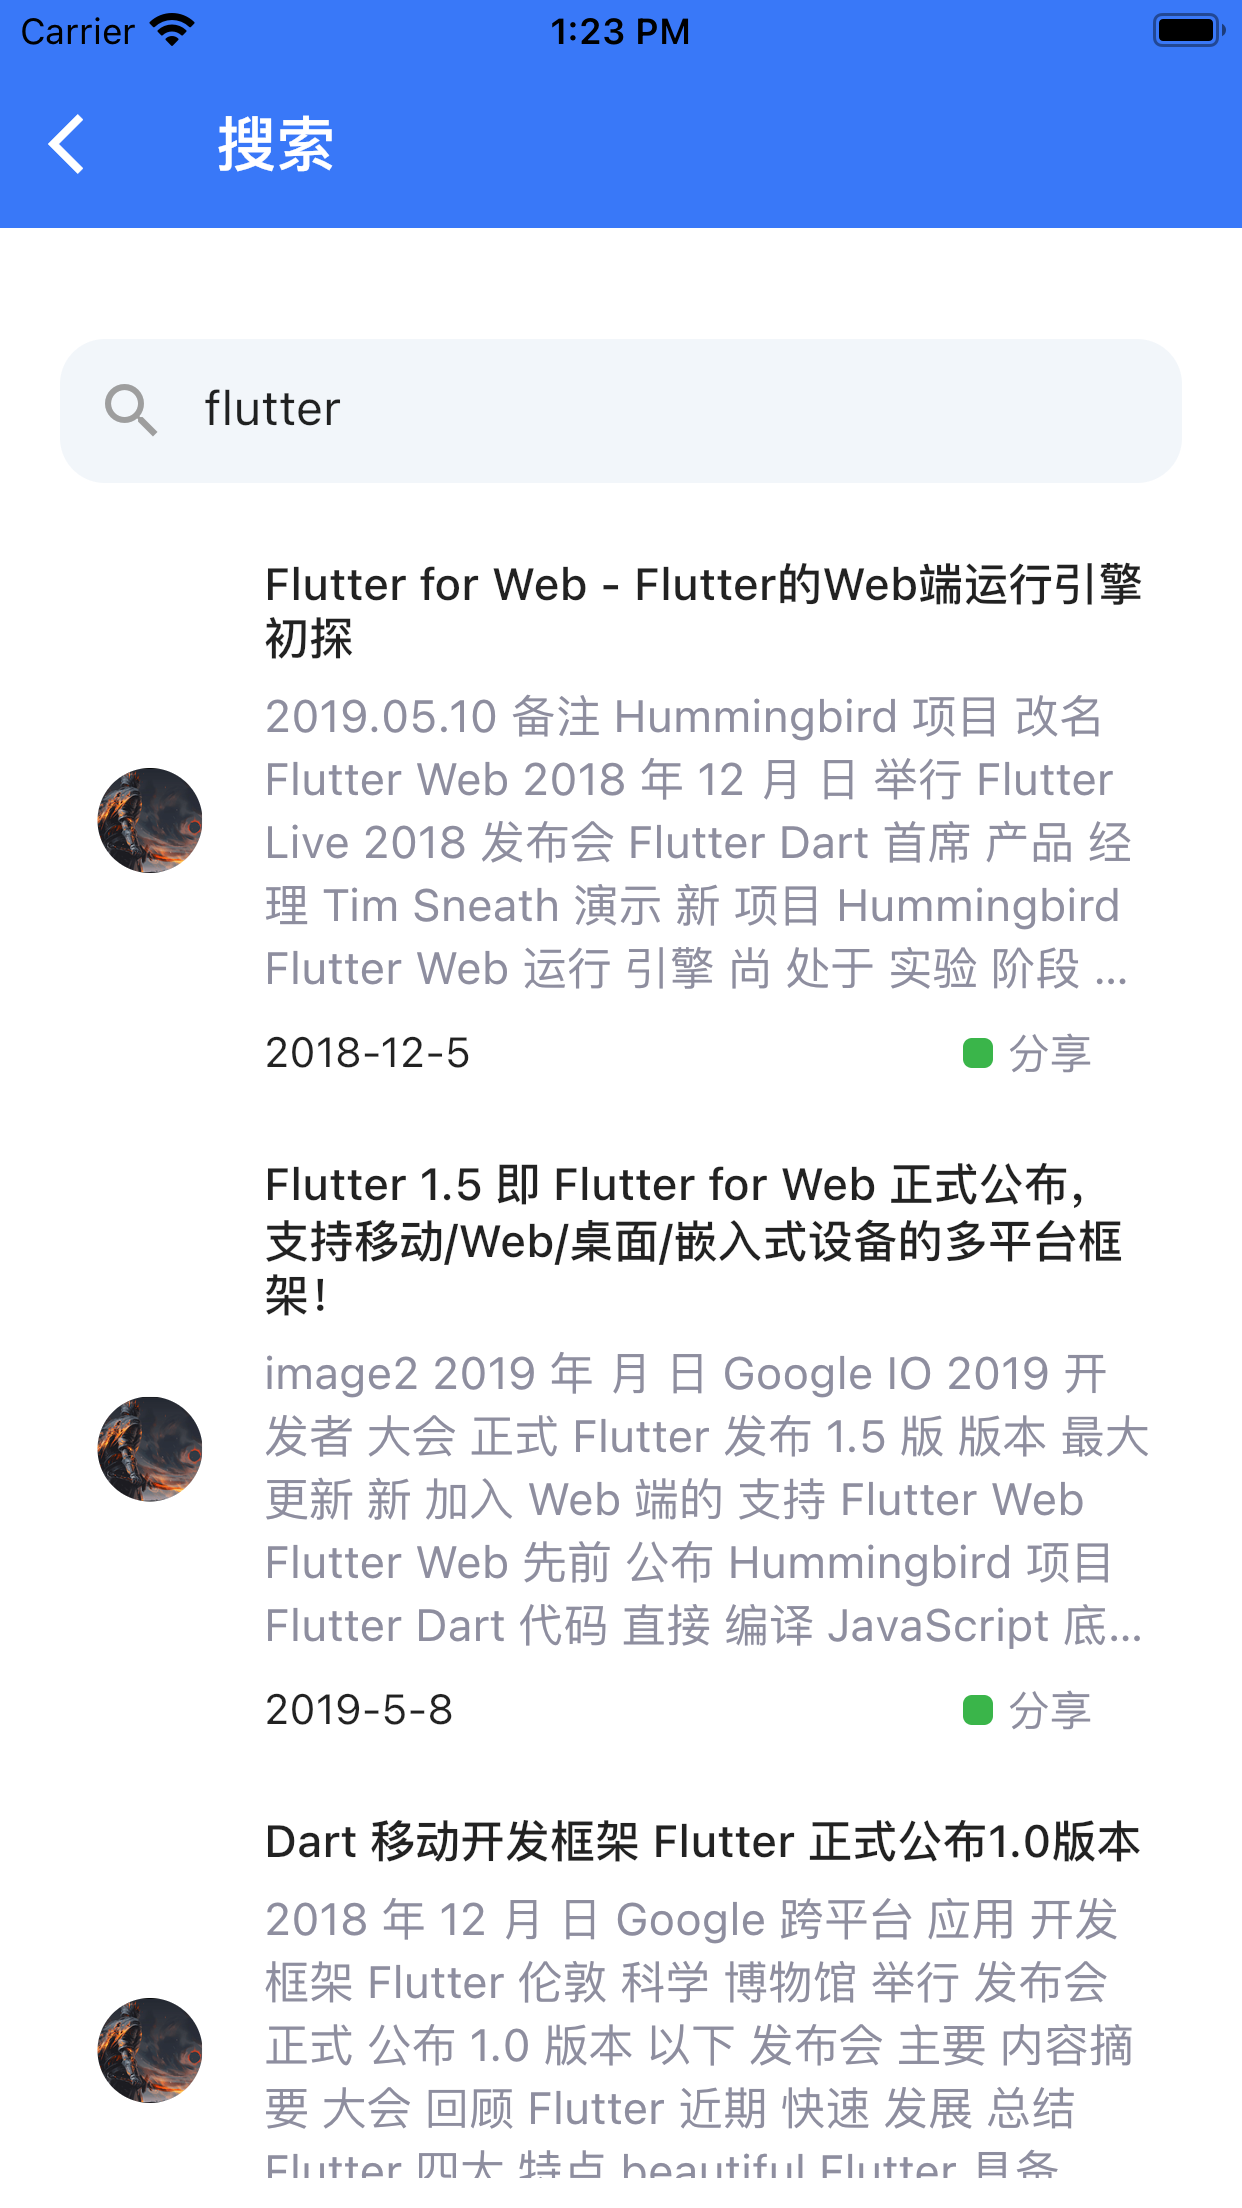 Carrier
1:23 PM
搜索
flutter
Flutter for Web - Flutter的Web端运行引擎
初探
2019.05.10 备注 Hummingbird 项目 改名
Flutter Web 2018 年 12 月 日 举行 Flutter
Live 2018 发布会 Flutter Dart 首席 产品 经
理 Tim Sneath 演示 新 项目 Hummingbird
Flutter Web 运行 引擎 尚 处于 实验 阶段 ...
2018-12-5
分享
Flutter 1.5 即 Flutter for Web 正式公布，
支持移动/Web/桌面/嵌入式设备的多平台框
架！
image2 2019 年 月 日 Google IO 2019 开
发者 大会 正式 Flutter 发布 1.5 版 版本 最大
更新 新 加入 Web 端的 支持 Flutter Web
Flutter Web 先前 公布 Hummingbird 项目
Flutter Dart 代码 直接 编译 JavaScript 底...
2019-5-8
分享
Dart 移动开发框架 Flutter 正式公布1.0版本
2018 年 12 月 日 Google 跨平台 应用 开发
框架 Flutter 伦敦 科学 博物馆 举行 发布会
正式 公布 1.0 版本 以下 发布会 主要 内容摘
要 大会 回顾 Flutter 近期 快速 发展 总结
Flutter 四大 特点 beautiful Flutter 具备